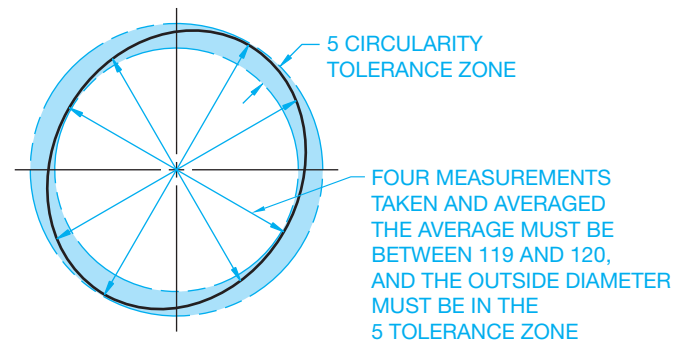 5 CIRCULARITY
TOLERANCE ZONE
FOUR MEASUREMENTS
TAKEN AND AVERAGED
THE AVERAGE MUST BE
BETWEEN 119 AND 120,
AND THE OUTSIDE DIAMETER
MUST BE IN THE
5 TOLERANCE ZONE